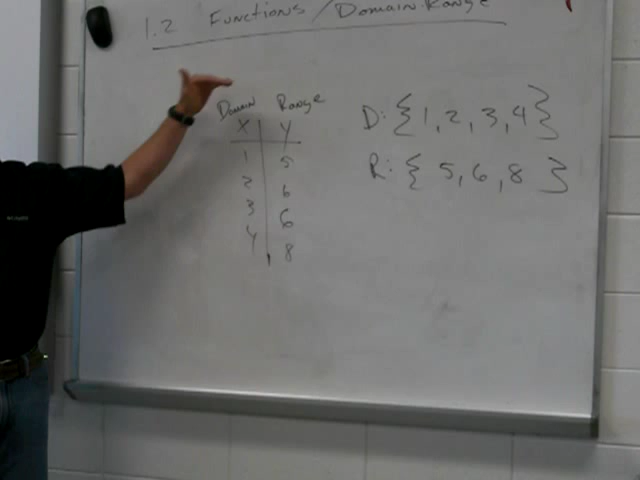 1.2 Functions / Domain Range
Domain Range
X Y
1 5
2 6
3 6
4 8
D: {1, 2, 3, 4}
R: {5, 6, 8}